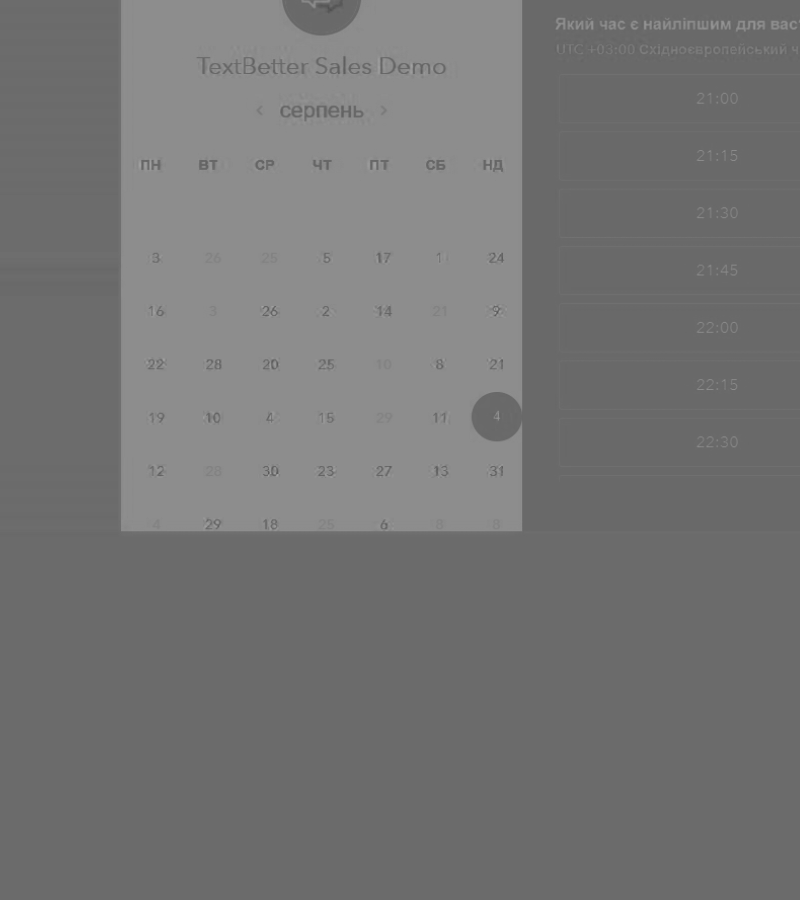 TextBetter Sales Demo
< серпень >
ПН ВТ СР ЧТ ПТ СБ НД
3 26 25 5 17 1 24
16 3 26 2 14 21 9
22 28 20 25 10 8 21
19 10 4 15 29 11 4
12 28 30 23 27 13 31
4 29 18 25 6 8 8
Який час є найліпшим для вас
UTC +03:00 Східноєвропейський ч
21:00
21:15
21:30
21:45
22:00
22:15
22:30